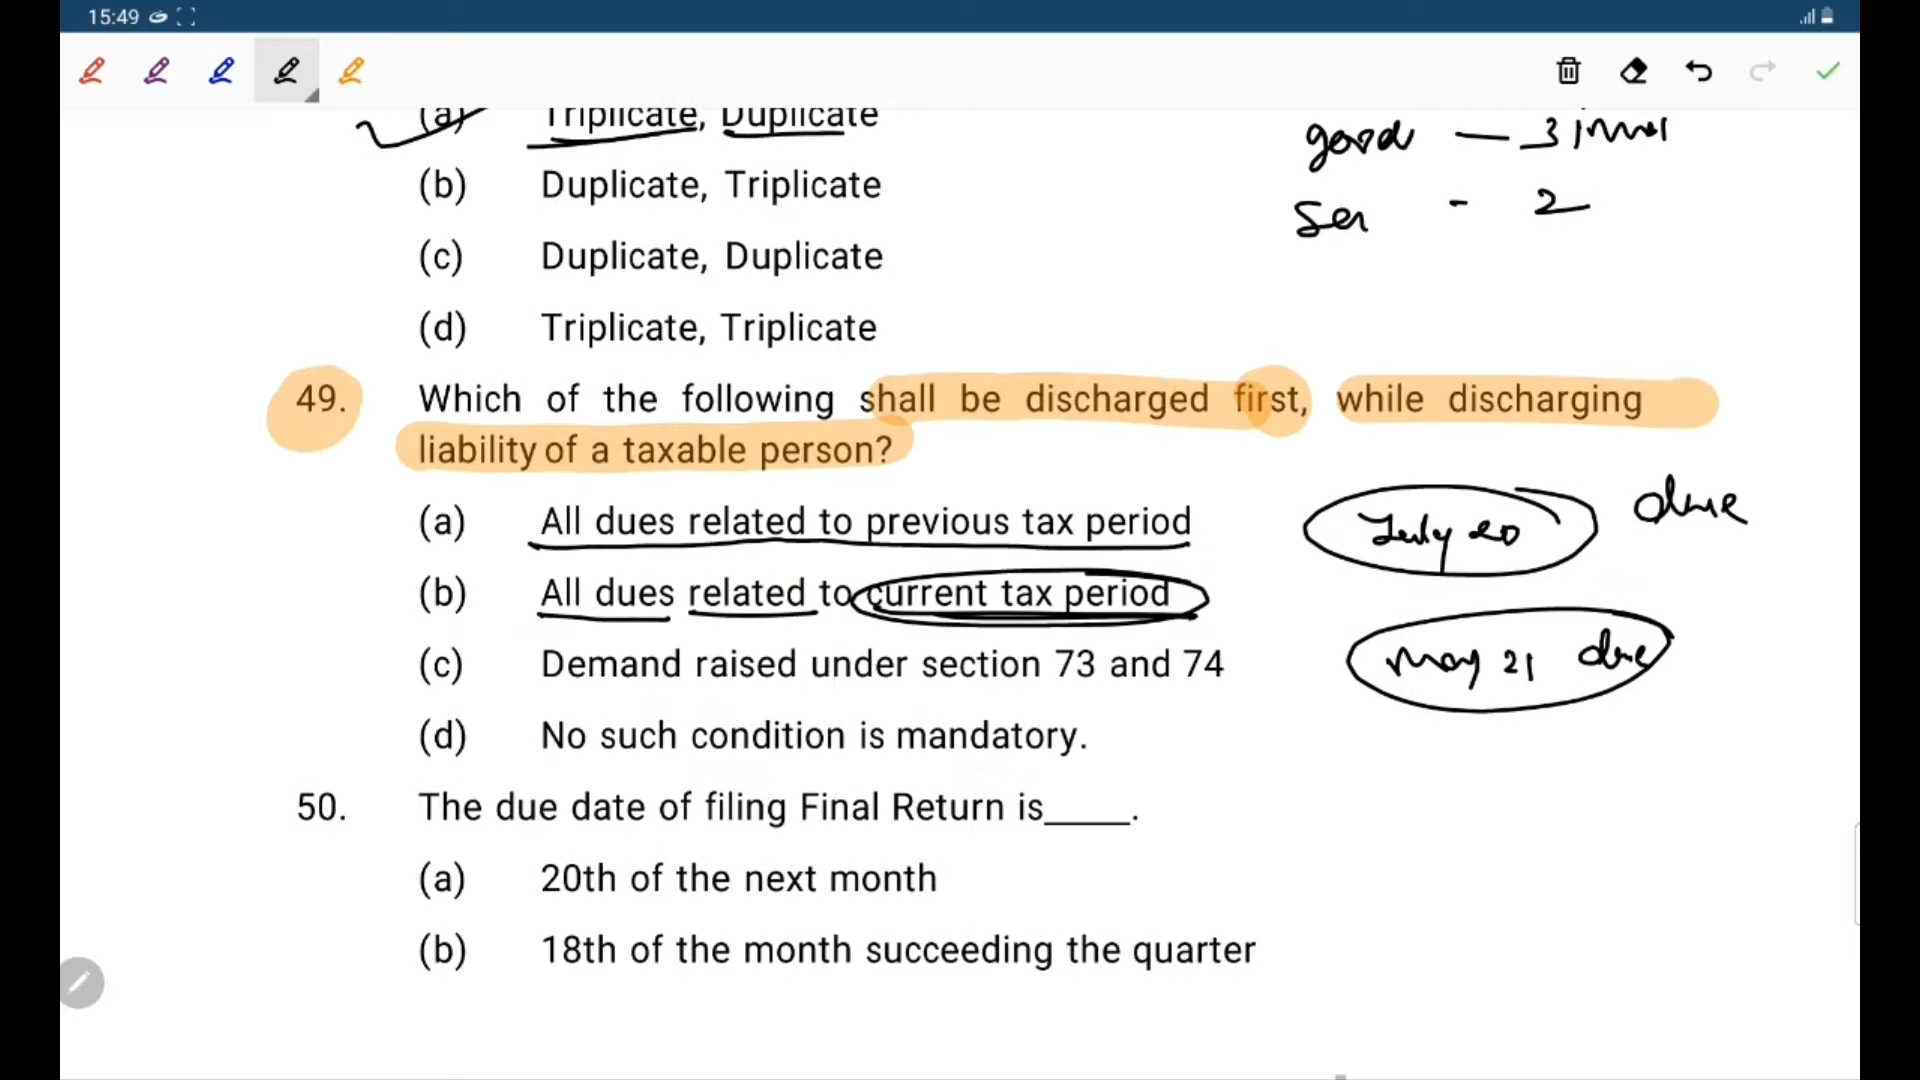 15:49
(a) Triplicate, Duplicate
good — 3
(b) Duplicate, Triplicate
Ser - 2
(c) Duplicate, Duplicate
(d) Triplicate, Triplicate
49. Which of the following shall be discharged first, while discharging
liability of a taxable person?
(a) All dues related to previous tax period
July 20 due
(b) All dues related to current tax period
(c) Demand raised under section 73 and 74
May 21 due
(d) No such condition is mandatory.
50. The due date of filing Final Return is_____.
(a) 20th of the next month
(b) 18th of the month succeeding the quarter